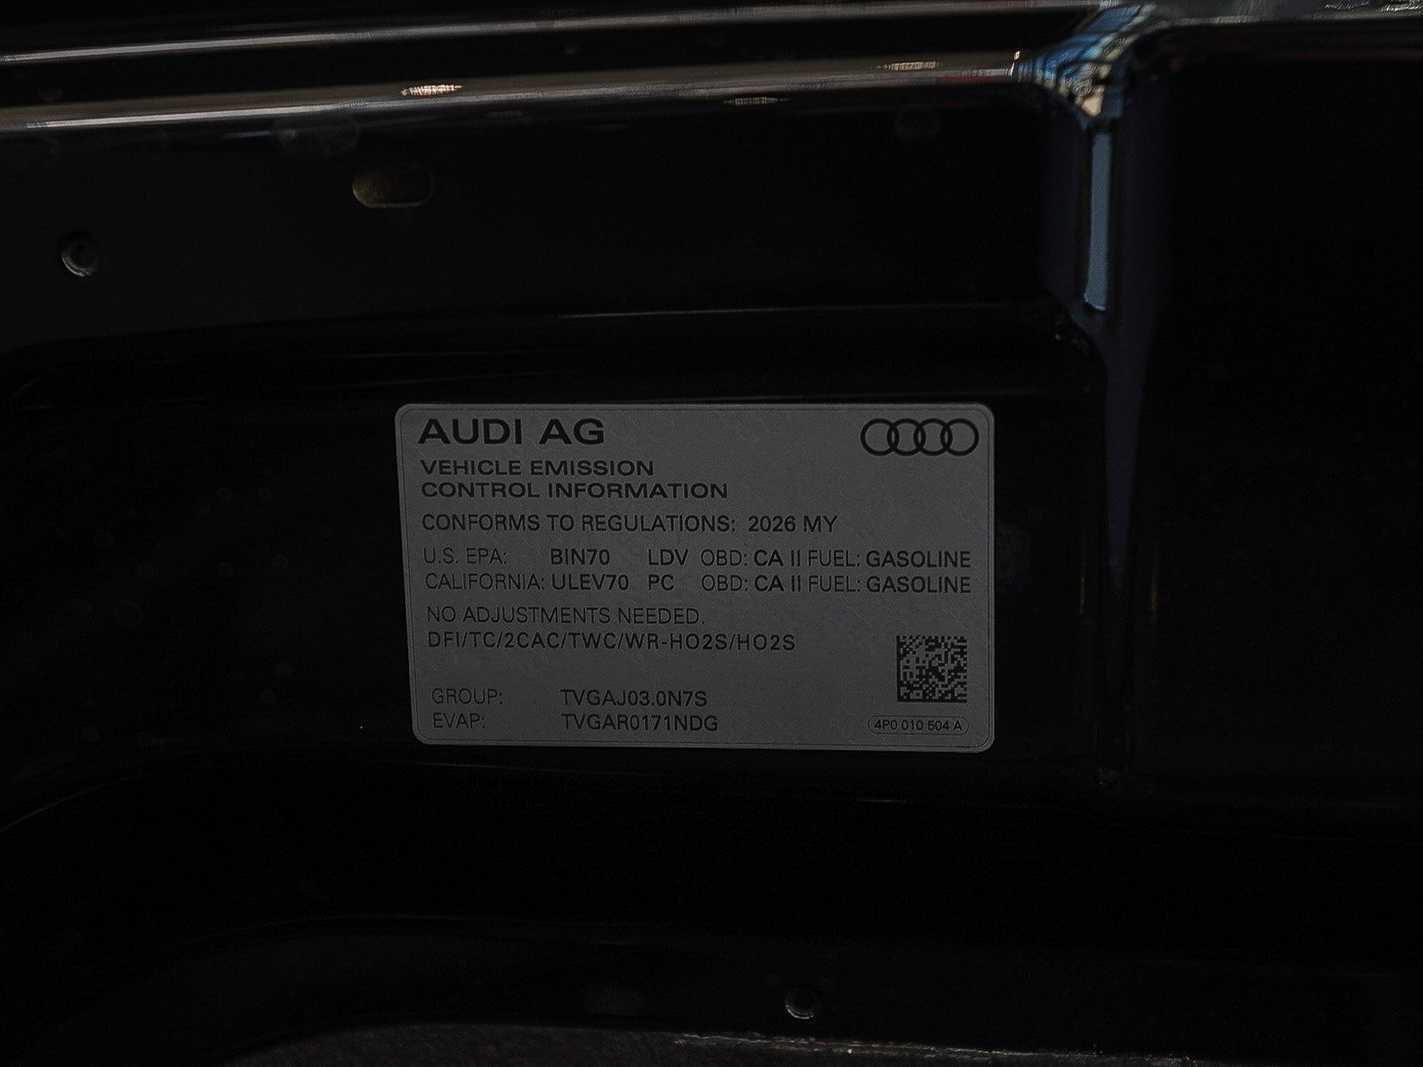 AUDI AG
VEHICLE EMISSION
CONTROL INFORMATION
CONFORMS TO REGULATIONS: 2026 MY
U.S. EPA: BIN70 LDV OBD: CA II FUEL: GASOLINE
CALIFORNIA: ULEV70 PC OBD: CA II FUEL: GASOLINE
NO ADJUSTMENTS NEEDED.
DFI/TC/2CAC/TWC/WR-HO2S/HO2S
GROUP: TVGAJ03.0N7S
EVAP: TVGAR0171NDG
4P0 010 504 A